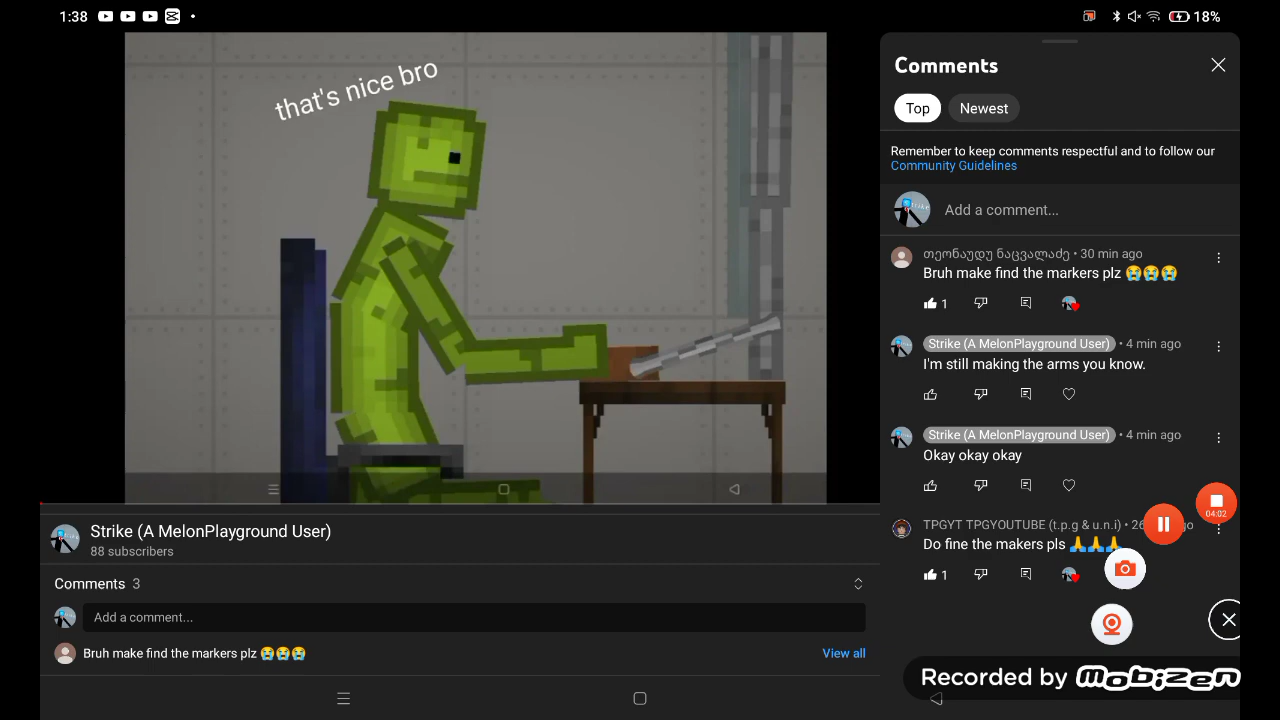 1:38
18%
that's nice bro
Strike (A MelonPlayground User)
88 subscribers
Comments 3
Add a comment...
Bruh make find the markers plz 😭😭😭
View all
Comments
Top
Newest
Remember to keep comments respectful and to follow our
Community Guidelines
Add a comment...
თეონაუდუ ნაცვალაძე • 30 min ago
Bruh make find the markers plz 😭😭😭
1
Strike (A MelonPlayground User) • 4 min ago
I'm still making the arms you know.
Strike (A MelonPlayground User) • 4 min ago
Okay okay okay
TPGYT TPGYOUTUBE (t.p.g & u.n.i)
Do fine the makers pls 🙏🙏🙏
1
04:02
Recorded by mobizen